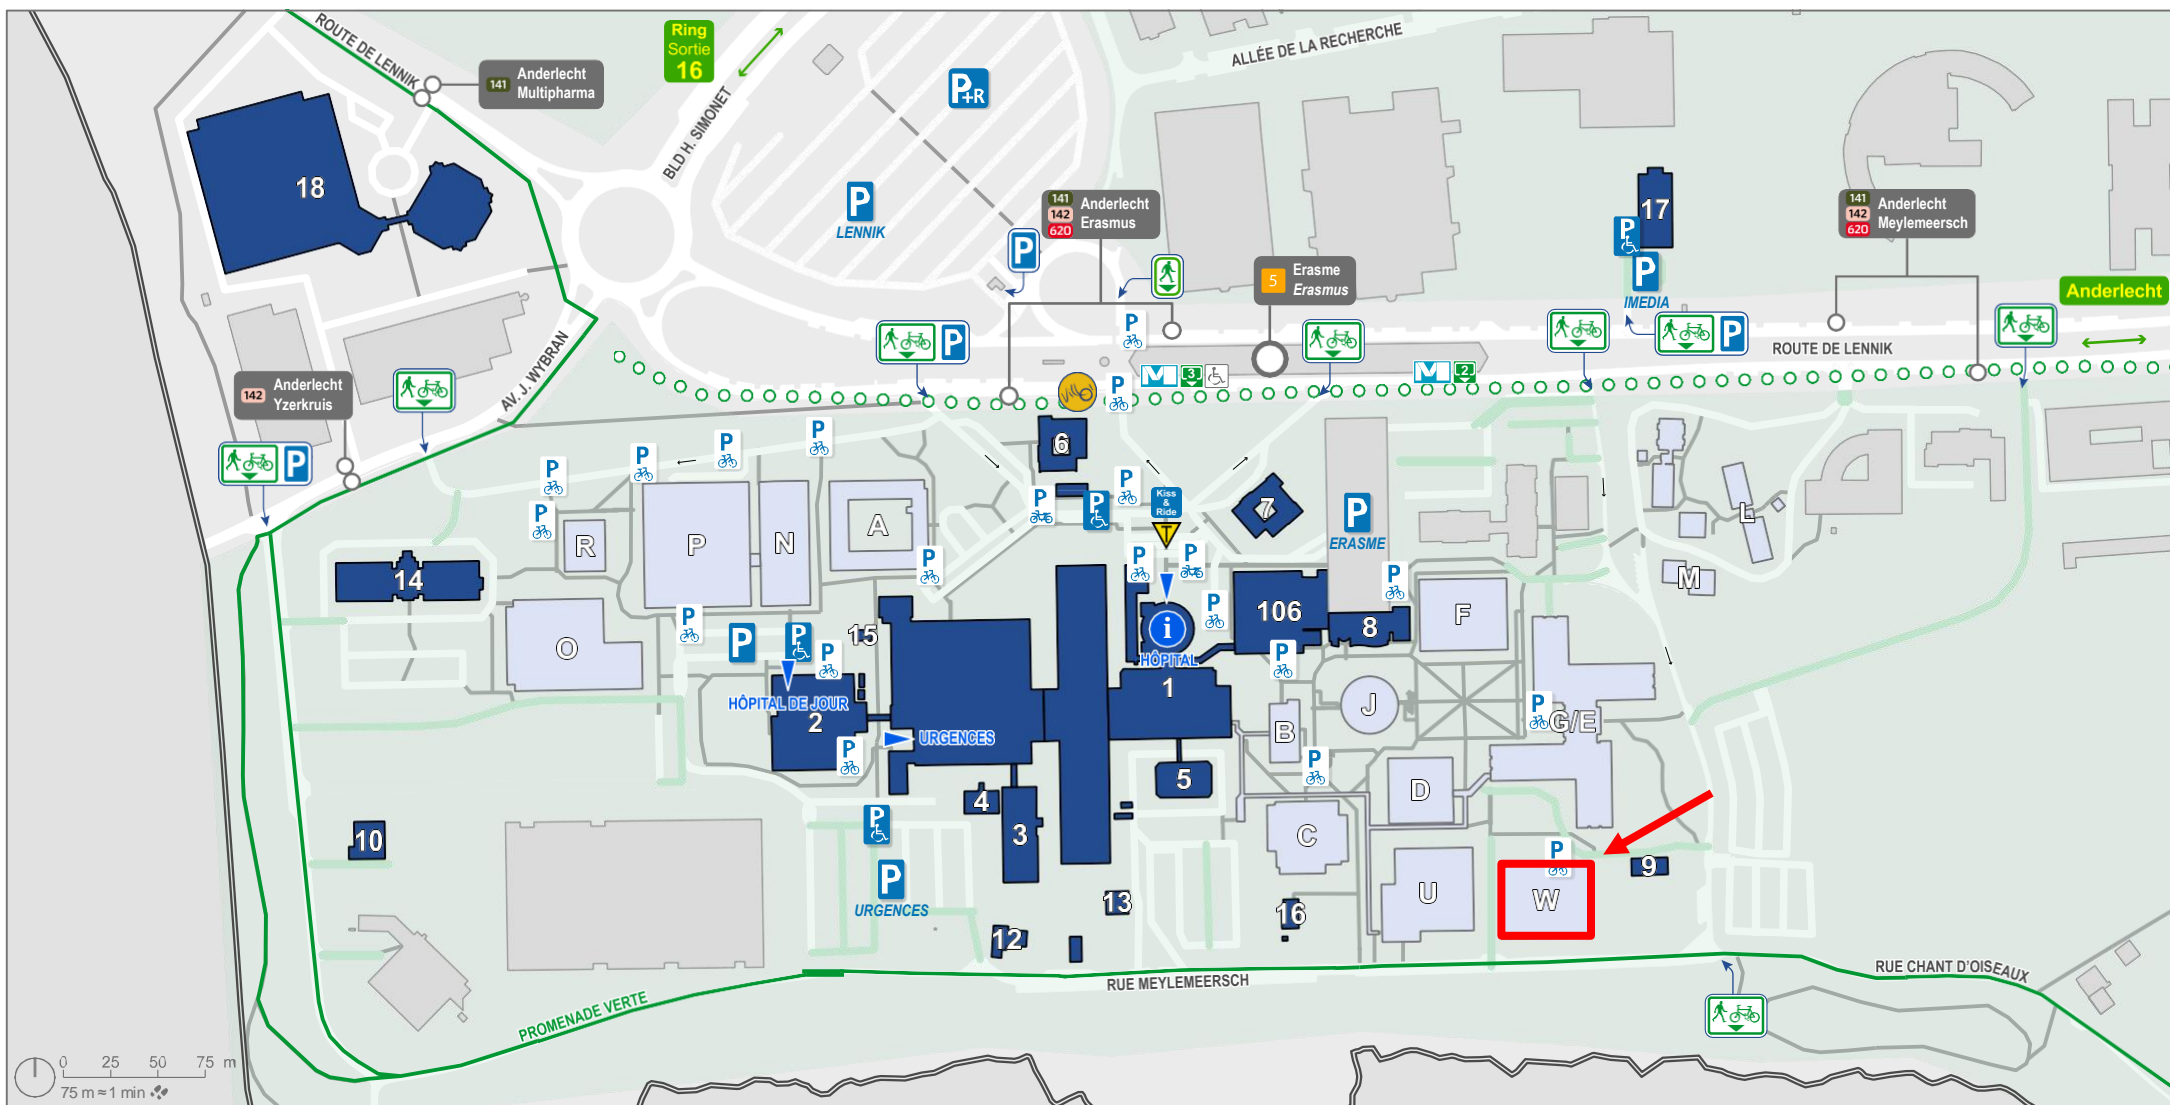 ROUTE DE LENNIK
141
Anderlecht
Multipharma
Ring
Sortie
16
BLD H. SIMONET
P+R
ALLÉE DE LA RECHERCHE
18
P
LENNIK
141
142
620
Anderlecht
Erasmus
P
5
Erasme
Erasmus
17
P
P
IMEDIA
141
142
620
Anderlecht
Meylemeersch
Anderlecht
P
P
P
ROUTE DE LENNIK
M
3
M
2
P
AV. J. WYBRAN
142
Anderlecht
Yzerkruis
P
6
P
P
P
P
P
P
P
P
P
Kiss
&
Ride
T
7
P
ERASME
L
M
R
P
N
A
P
P
P
14
O
P
P
P
15
P
i
HÔPITAL
1
P
106
8
P
F
P
HÔPITAL DE JOUR
2
P
URGENCES
B
J
P
G/E
P
5
D
4
3
C
10
P
P
URGENCES
13
12
16
U
P
W
9
RUE MEYLEMEERSCH
RUE CHANT D'OISEAUX
PROMENADE VERTE
0 25 50 75 m
75 m ≈ 1 min